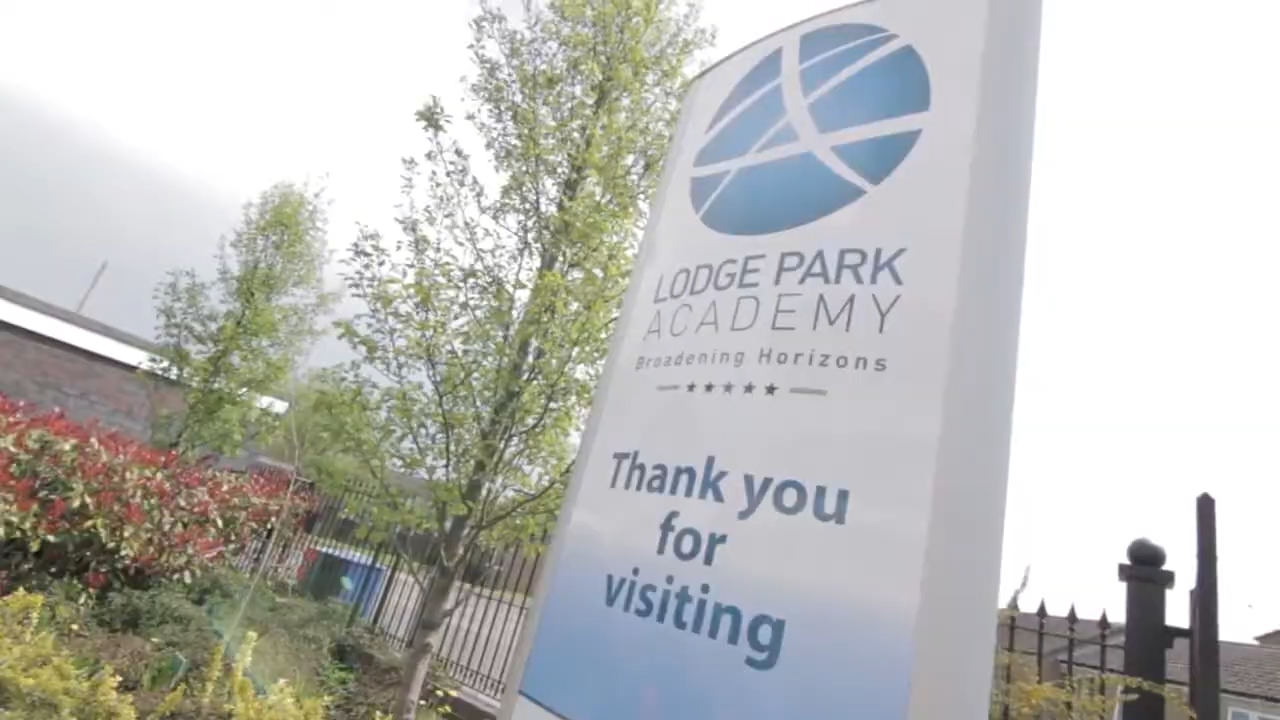 LODGE PARK
ACADEMY
Broadening Horizons
Thank you
for
visiting